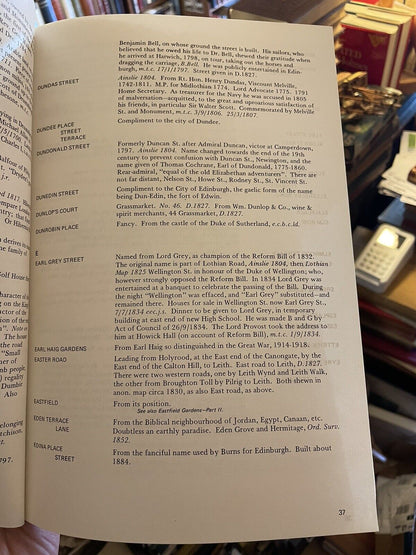 Benjamin Bell, on whose ground the street is built. His sailors, who
believed that he owed his life to Dr. Bell, shewed their gratitude when
he arrived at Harwich, 1798, on tour, taking out the horses and
dragging the carriage, B.Bell. He was publicly entertained in Edin-
burgh, m.t.c. 17/1/1797. Street given in D.1827.
DUNDAS STREET
Ainslie 1804. From Rt. Hon. Henry Dundas, Viscount Melville,
1742-1811. M.P. for Midlothian 1774. Lord Advocate 1775. 1791
Home Secretary. As treasurer for the Navy he was impeached in 1805
of malversation—acquitted, to the great and uproarious satisfaction of
his friends, in particular Sir Walter Scott. Commemorated by Melville
St. and Monument, m.t.c. 3/9/1806. 25/3/1807.
DUNDEE PLACE
STREET
TERRACE
Compliment to the city of Dundee.
DUNDONALD STREET
Formerly Duncan St. after Admiral Duncan, victor at Camperdown.
1797. Ainslie 1804. Name changed towards the end of the 19th
century to prevent confusion with Duncan St., Newington, and the
name given of Thomas Cochrane, Earl of Dundonald, 1775-1860.
Rear-admiral, "equal of the old Elizabethan adventurers". There are
not far distant, Nelson St., Howe St., Rodney St., St. Vincent St.
DUNEDIN STREET
Compliment to the City of Edinburgh, the gaelic form of the name
being Dun-Edin, the fort of Edwin.
DUNLOP'S COURT
Grassmarket. No. 46. D.1827. From Wm. Dunlop & Co., wine &
spirit merchants, 44 Grassmarket, D.1827.
DUNROBIN PLACE
Fancy. From the castle of the Duke of Sutherland, e.c.b.c.ld.
E
EARL GREY STREET
Named from Lord Grey, as champion of the Reform Bill of 1832.
The original name is part of Lothian Road, Ainslie 1804, then Lothian
Map 1825 Wellington St. in honour of the Duke of Wellington; who,
however strongly opposed the Reform Bill. In 1834 Lord Grey was
entertained at a banquet to celebrate the passing of the Bill. During
the night "Wellington" was effaced, and "Earl Grey" substituted—and
remained there. Houses for sale in Wellington St. now Earl Grey St.,
7/7/1834 eec.j.s. Dinner to be given to Lord Grey, in temporary
building at east end of new High School. He was made B and G by
Act of Council of 26/9/1834. The Lord Provost took the address to
him at Howick Hall (on account of Reform Bill), m.t.c. 1/9/1834.
EARL HAIG GARDENS
From Earl Haig so distinguished in the Great War, 1914-1918.
EASTER ROAD
Leading from Holyrood, at the East end of the Canongate, by the
East end of the Calton Hill, to Leith. East road to Leith, D.1827.
There were two western roads, one by Leith Wynd and Leith Walk,
the other from Broughton Toll by Pilrig to Leith. Both shewn in
anon. map circa 1830, as also East road, as above.
EASTFIELD
From its position.
See also Eastfield Gardens—Part II.
EDEN TERRACE
LANE
From the Biblical neighbourhood of Jordan, Egypt, Canaan, etc.
Doubtless an earthly paradise. Eden Grove and Hermitage, Ord. Surv.
1852.
EDINA PLACE
STREET
From the fanciful name used by Burns for Edinburgh. Built about
1884.
37